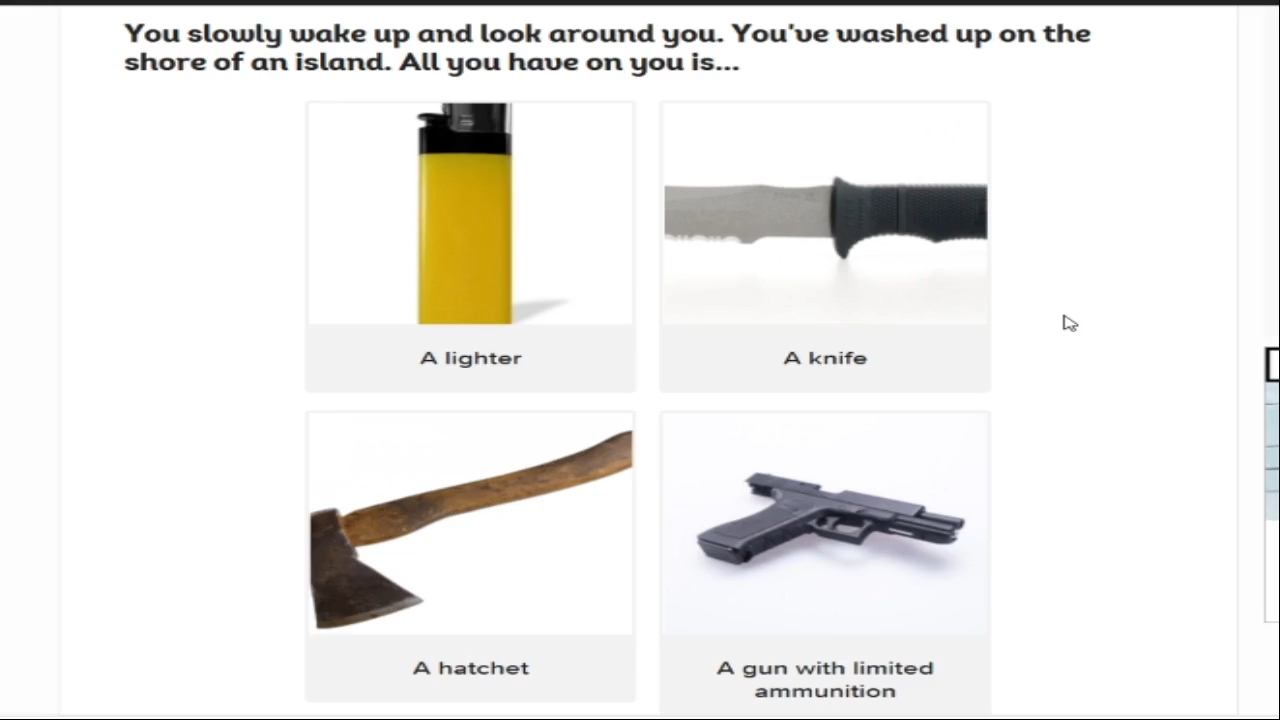 You slowly wake up and look around you. You've washed up on the
shore of an island. All you have on you is...
A lighter
A knife
A hatchet
A gun with limited
ammunition